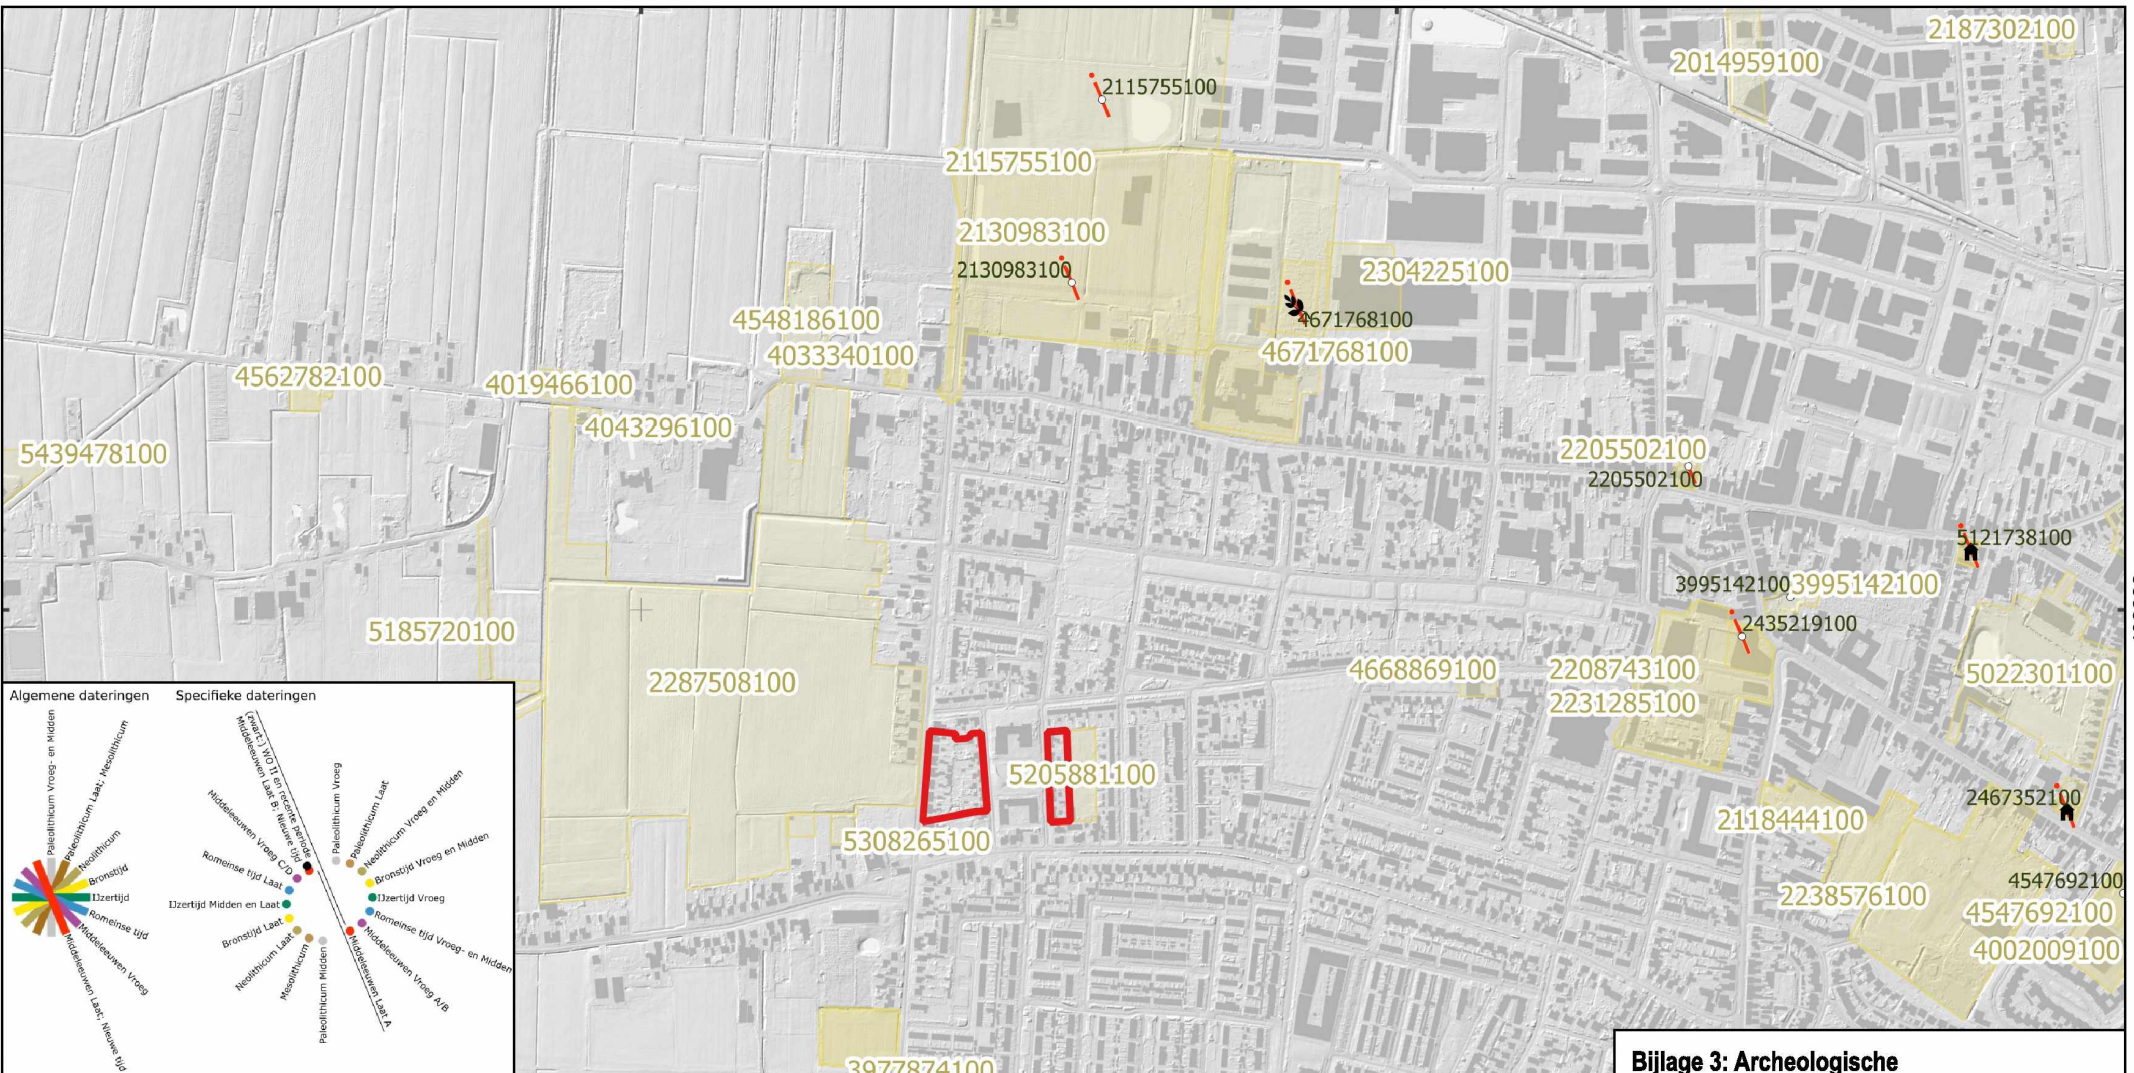 2187302100
2014959100
2115755100
2115755100
2130983100
2130983100
2304225100
4671768100
4671768100
4548186100
4033340100
4562782100
4019466100
4043296100
5439478100
2205502100
2205502100
5121738100
3995142100
3995142100
2435219100
5185720100
2287508100
4668869100
2208743100
2231285100
5022301100
5205881100
5308265100
2467352100
2118444100
2238576100
4547692100
4547692100
4002009100
3977874100
Algemene dateringen
Paleolithicum Vroeg- en Midden
Paleolithicum Laat; Mesolithicum
Neolithicum
Bronstijd
IJzertijd
Romeinse tijd
Middeleeuwen Vroeg
Middeleeuwen Laat; Nieuwe tijd
Specifieke dateringen
(zwart:) WO II en recente periode
Middeleeuwen Laat B; Nieuwe tijd
Middeleeuwen Vroeg C/D
Romeinse tijd Laat
IJzertijd Midden en Laat
Bronstijd Laat
Neolithicum Laat
Mesolithicum
Paleolithicum Midden
Paleolithicum Vroeg
Paleolithicum Laat
Neolithicum Vroeg en Midden
Bronstijd Vroeg en Midden
IJzertijd Vroeg
Romeinse tijd Vroeg- en Midden
Middeleeuwen Vroeg A/B
Middeleeuwen Laat A
Bijlage 3: Archeologische